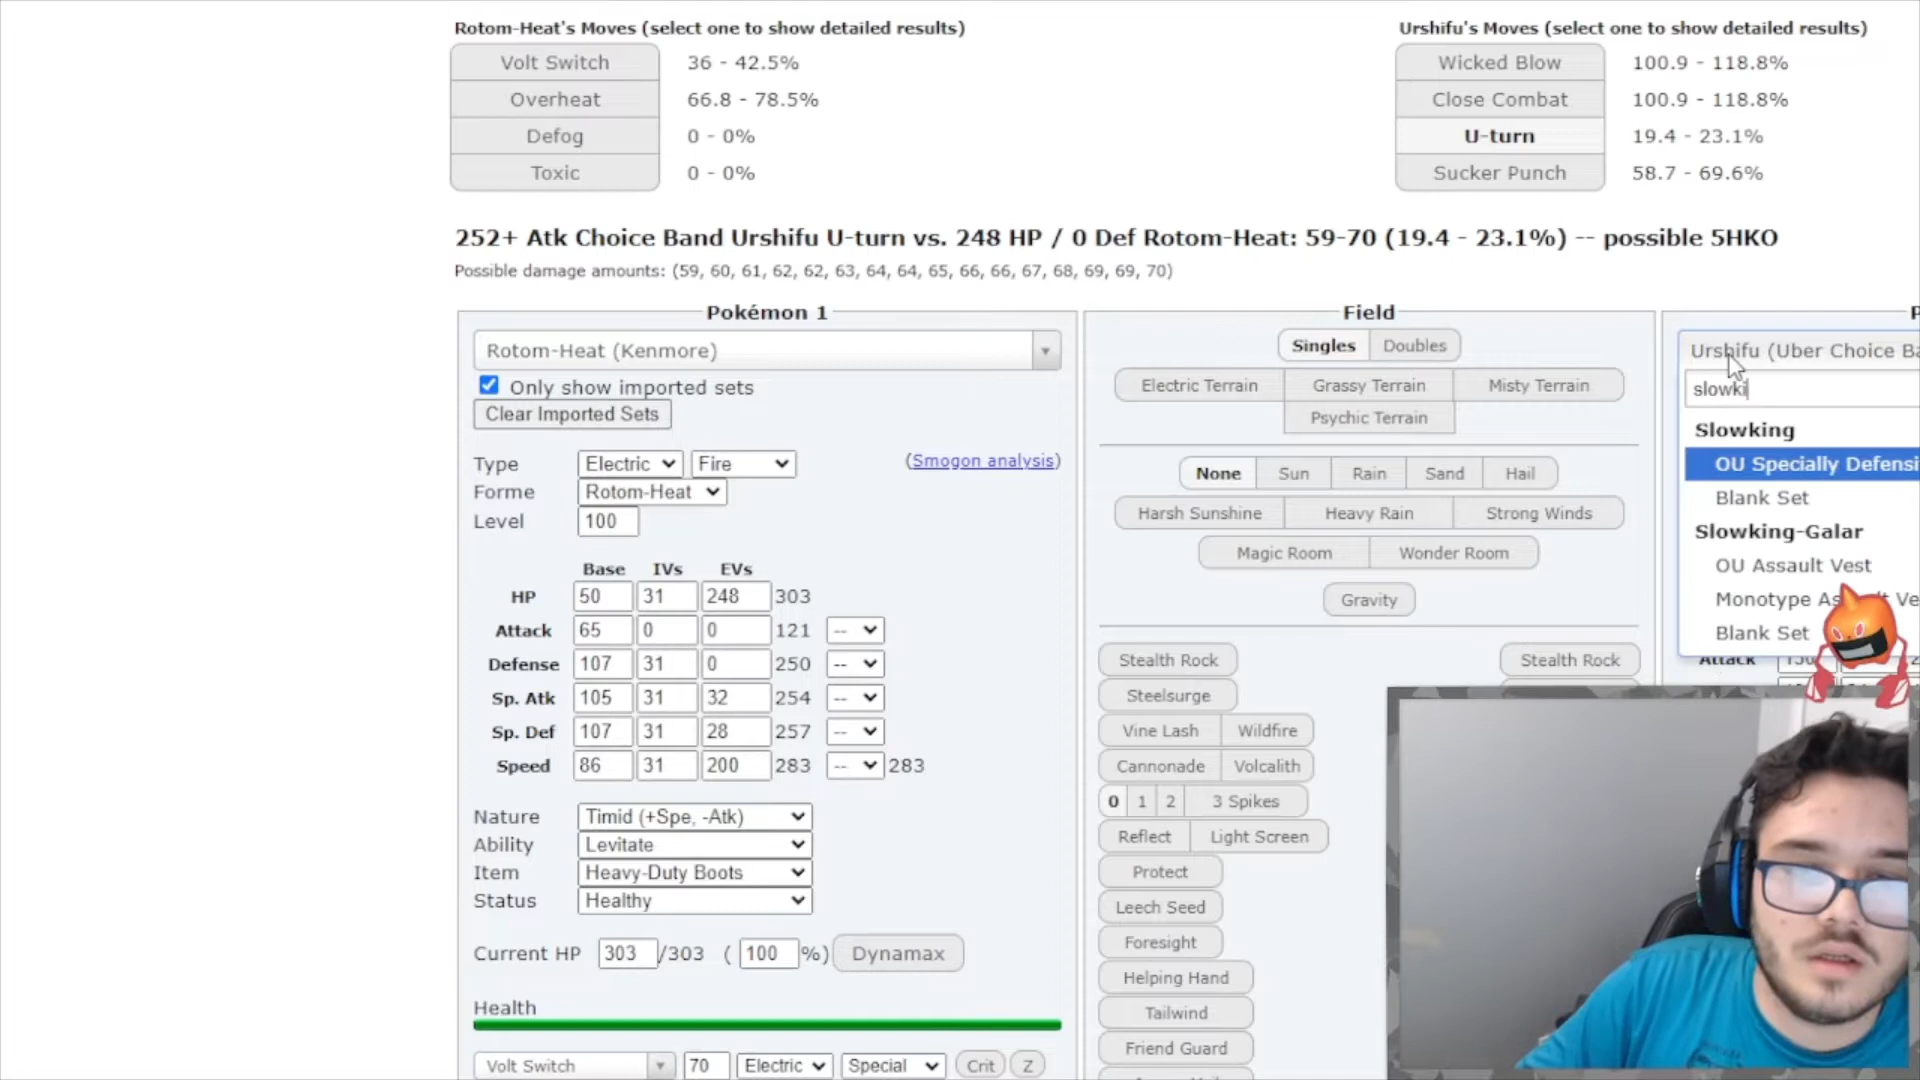 Rotom-Heat's Moves (select one to show detailed results)
Volt Switch 36 - 42.5%
Overheat 66.8 - 78.5%
Defog 0 - 0%
Toxic 0 - 0%
Urshifu's Moves (select one to show detailed results)
Wicked Blow 100.9 - 118.8%
Close Combat 100.9 - 118.8%
U-turn 19.4 - 23.1%
Sucker Punch 58.7 - 69.6%
252+ Atk Choice Band Urshifu U-turn vs. 248 HP / 0 Def Rotom-Heat: 59-70 (19.4 - 23.1%) -- possible 5HKO
Possible damage amounts: (59, 60, 61, 62, 62, 63, 64, 64, 65, 66, 66, 67, 68, 69, 69, 70)
Pokémon 1
Rotom-Heat (Kenmore)
Only show imported sets
Clear Imported Sets
Type Electric Fire (Smogon analysis)
Forme Rotom-Heat
Level 100
Base IVs EVs
HP 50 31 248 303
Attack 65 0 0 121 --
Defense 107 31 0 250 --
Sp. Atk 105 31 32 254 --
Sp. Def 107 31 28 257 --
Speed 86 31 200 283 -- 283
Nature Timid (+Spe, -Atk)
Ability Levitate
Item Heavy-Duty Boots
Status Healthy
Current HP 303 /303 ( 100 %) Dynamax
Health
Volt Switch 70 Electric Special Crit Z
Field
Singles Doubles
Electric Terrain Grassy Terrain Misty Terrain
Psychic Terrain
None Sun Rain Sand Hail
Harsh Sunshine Heavy Rain Strong Winds
Magic Room Wonder Room
Gravity
Stealth Rock Stealth Rock
Steelsurge
Vine Lash Wildfire
Cannonade Volcalith
0 1 2 3 Spikes
Reflect Light Screen
Protect
Leech Seed
Foresight
Helping Hand
Tailwind
Friend Guard
Urshifu (Uber Choice Ba
slowki
Slowking
OU Specially Defensi
Blank Set
Slowking-Galar
OU Assault Vest
Monotype
Blank Set
Attack